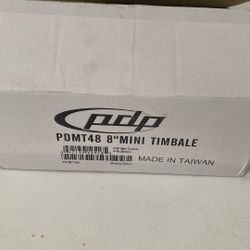 pdp
PDMT48 8"MINI TIMBALE
MADE IN TAIWAN